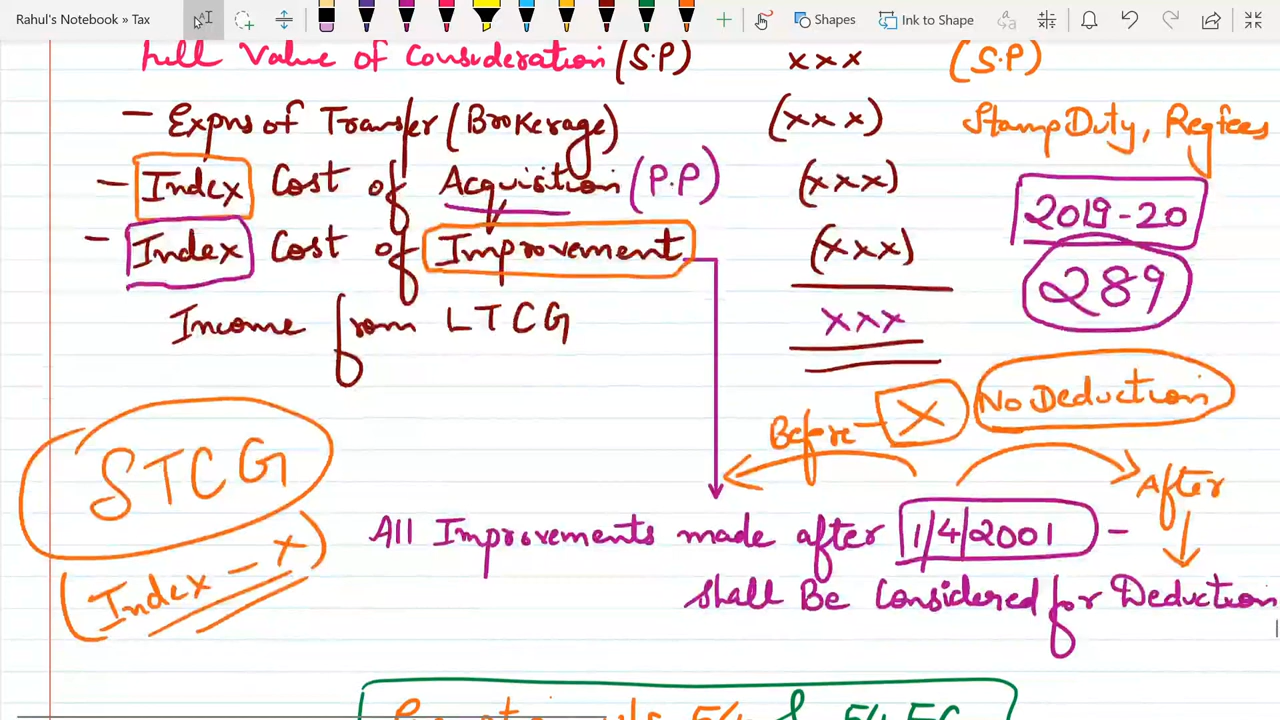 Rahul's Notebook » Tax
Shapes
Ink to Shape
Full Value of Consideration (S.P) xxx (S.P)
- Expns of Transfer (Brokerage) (xxx) Stamp Duty, Regfees
- Index Cost of Acquistion (P.P) (xxx)
2019-20
- Index Cost of Improvement (xxx)
289
Income from LTCG xxx
Before - X No Deduction
STCG
After
All Improvements made after 1/4/2001 -
Index - x
shall Be Considered for Deduction